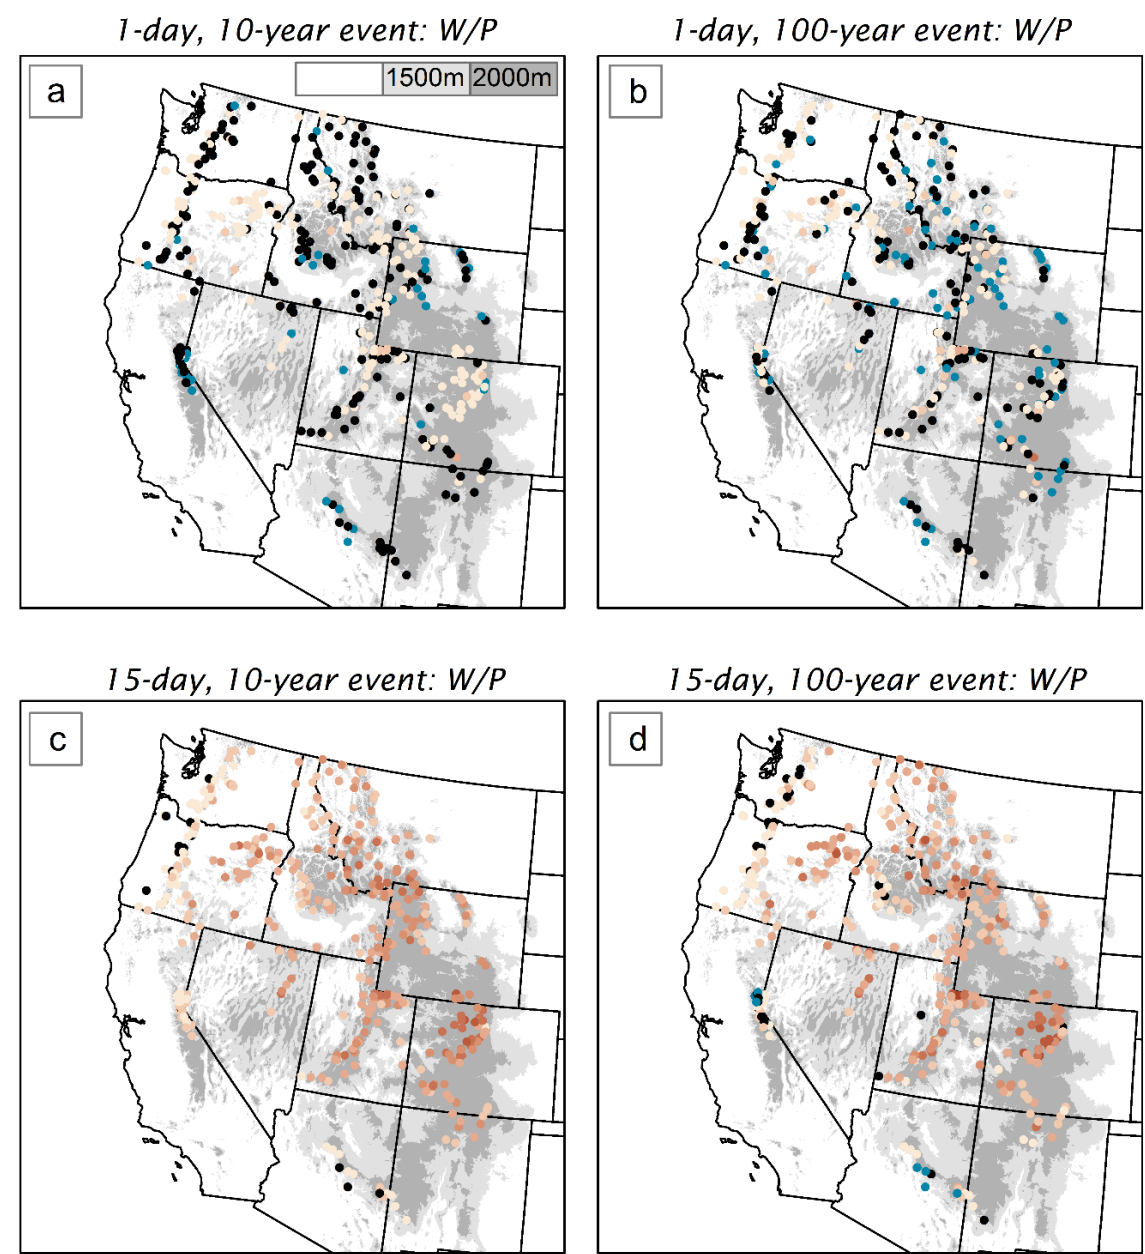 1-day, 10-year event: W/P
1-day, 100-year event: W/P
a
1500m
2000m
b
15-day, 10-year event: W/P
15-day, 100-year event: W/P
c
d